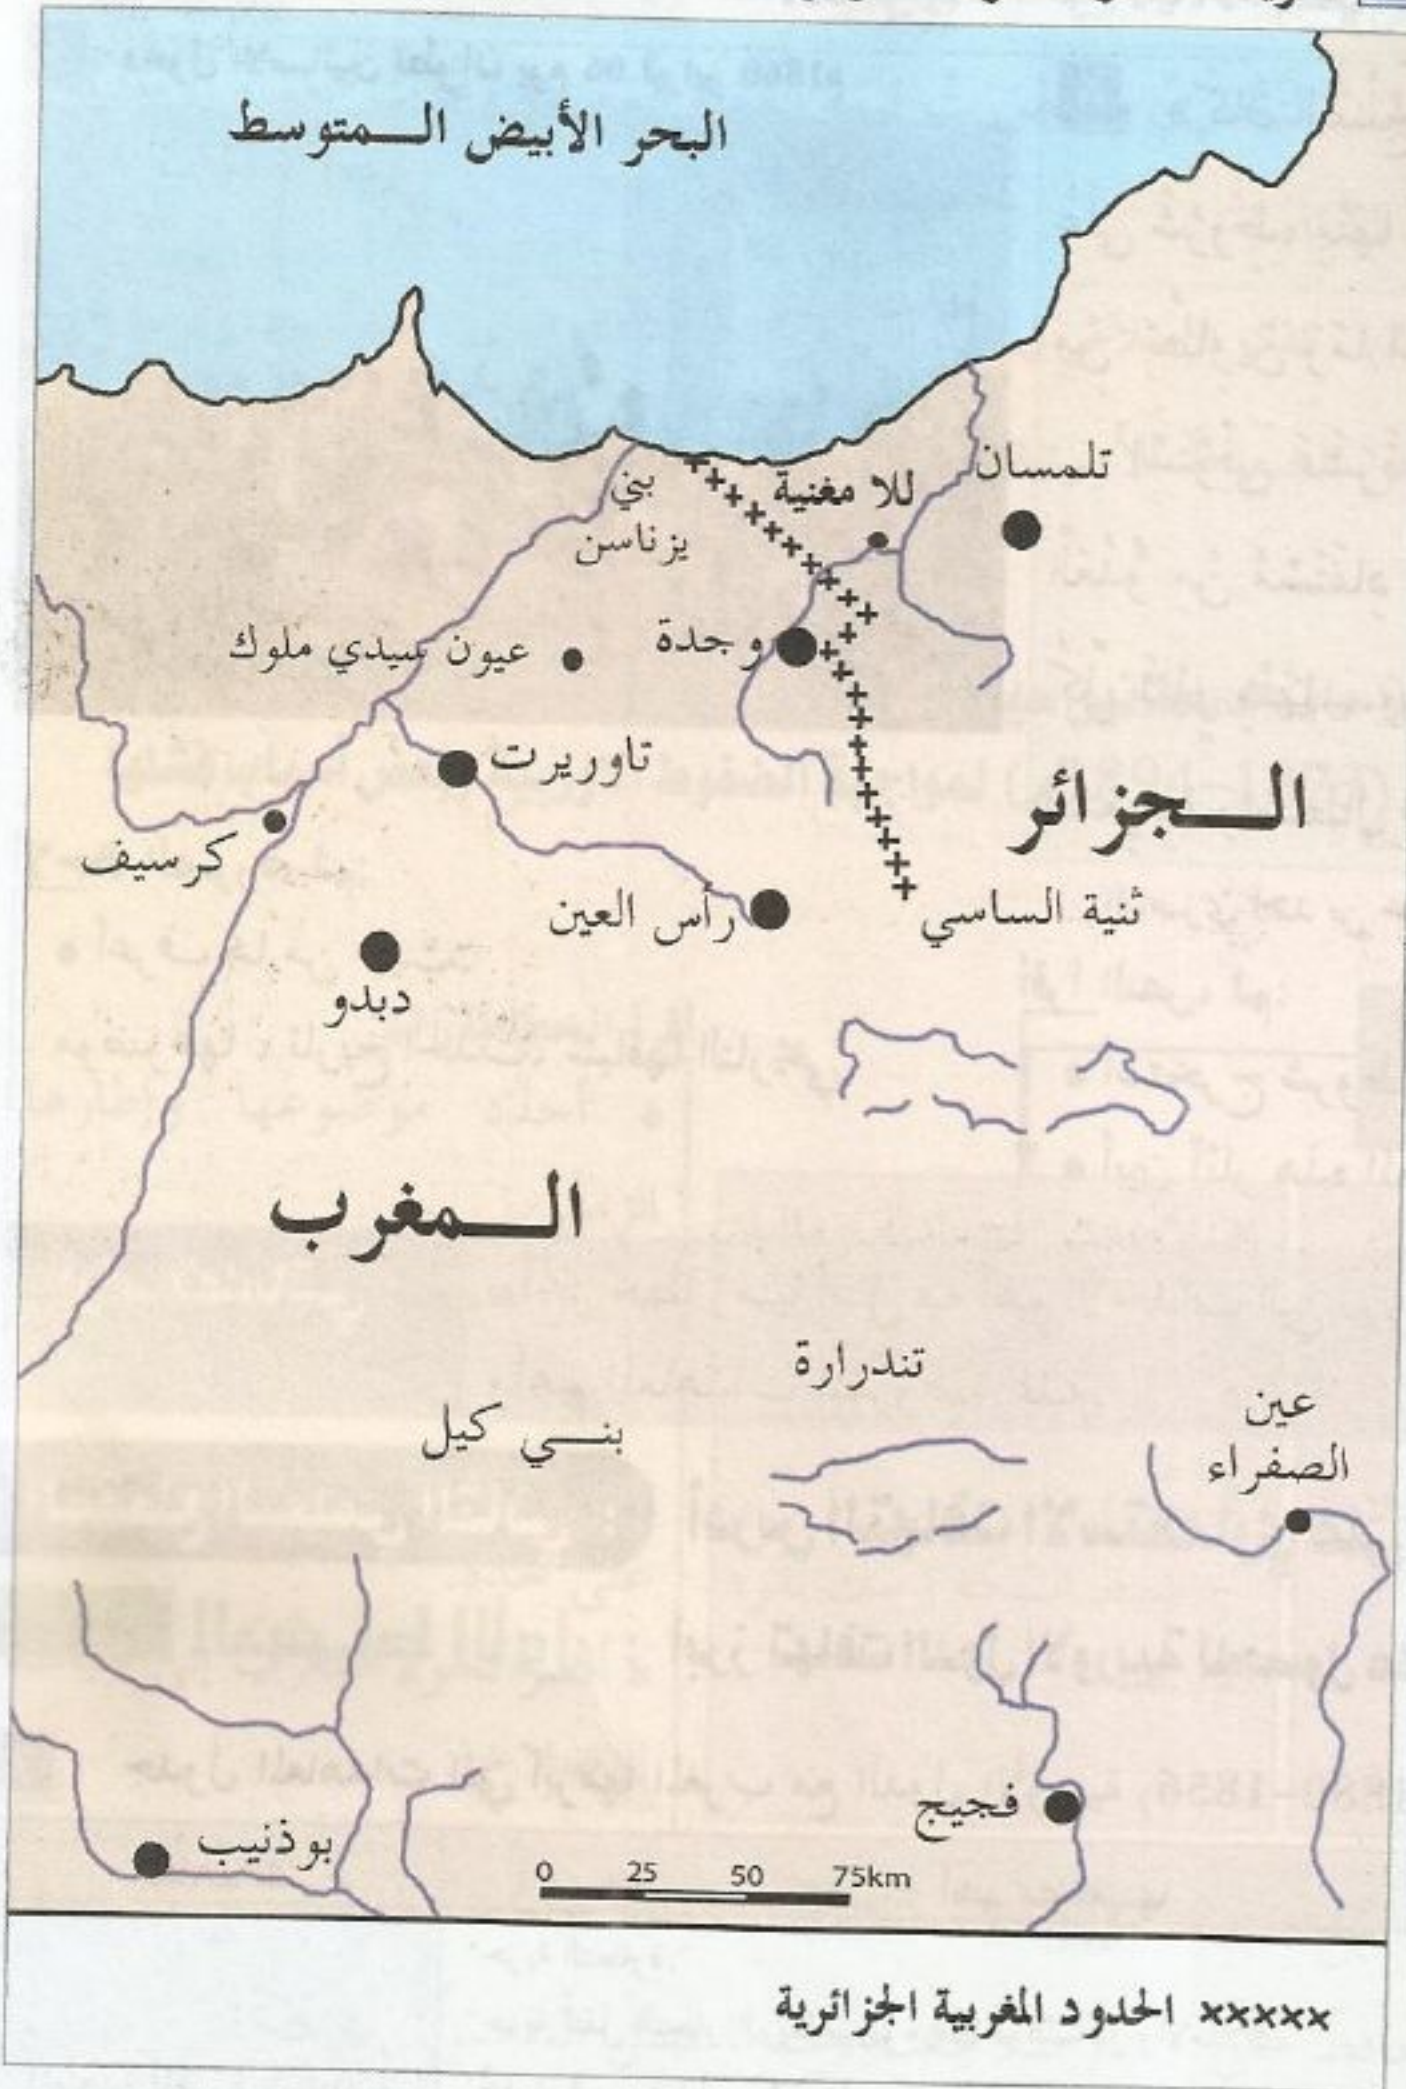 البحر الأبيض المتوسط
تلمسان
للا مغنية
بني
يزناسن
وجدة
عيون سيدي ملوك
تاوريرت
الجزائر
كرسيف
رأس العين
ثنية الساسي
دبدو
المغرب
تندرارة
بني كيل
عين
الصفراء
فجيج
بوذنيب
0 25 50 75km
xxxxx الحدود المغربية الجزائرية